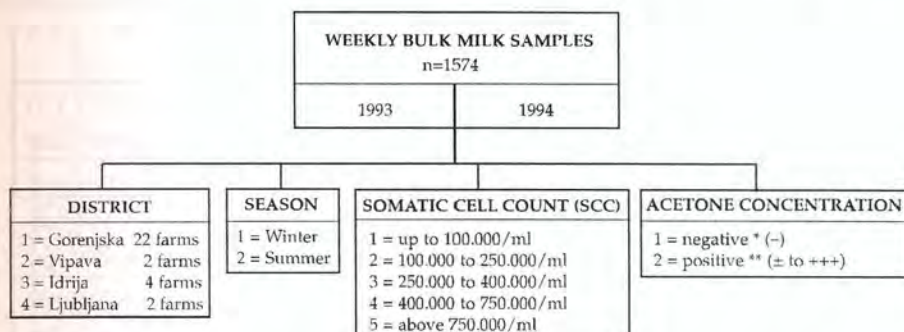 WEEKLY BULK MILK SAMPLES
n=1574
1993
1994
DISTRICT
1 = Gorenjska 22 farms
2 = Vipava 2 farms
3 = Idrija 4 farms
4 = Ljubljana 2 farms
SEASON
1 = Winter
2 = Summer
SOMATIC CELL COUNT (SCC)
1 = up to 100.000/ml
2 = 100.000 to 250.000/ml
3 = 250.000 to 400.000/ml
4 = 400.000 to 750.000/ml
5 = above 750.000/ml
ACETONE CONCENTRATION
1 = negative * (–)
2 = positive ** (± to +++)